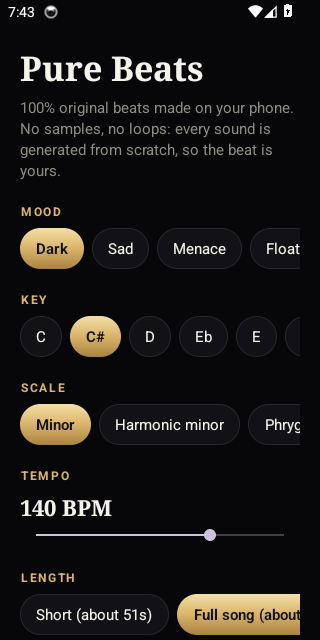 7:43
Pure Beats
100% original beats made on your phone.
No samples, no loops: every sound is
generated from scratch, so the beat is
yours.
MOOD
Dark Sad Menace Float
KEY
C C# D Eb E
SCALE
Minor Harmonic minor Phryg
TEMPO
140 BPM
LENGTH
Short (about 51s) Full song (about